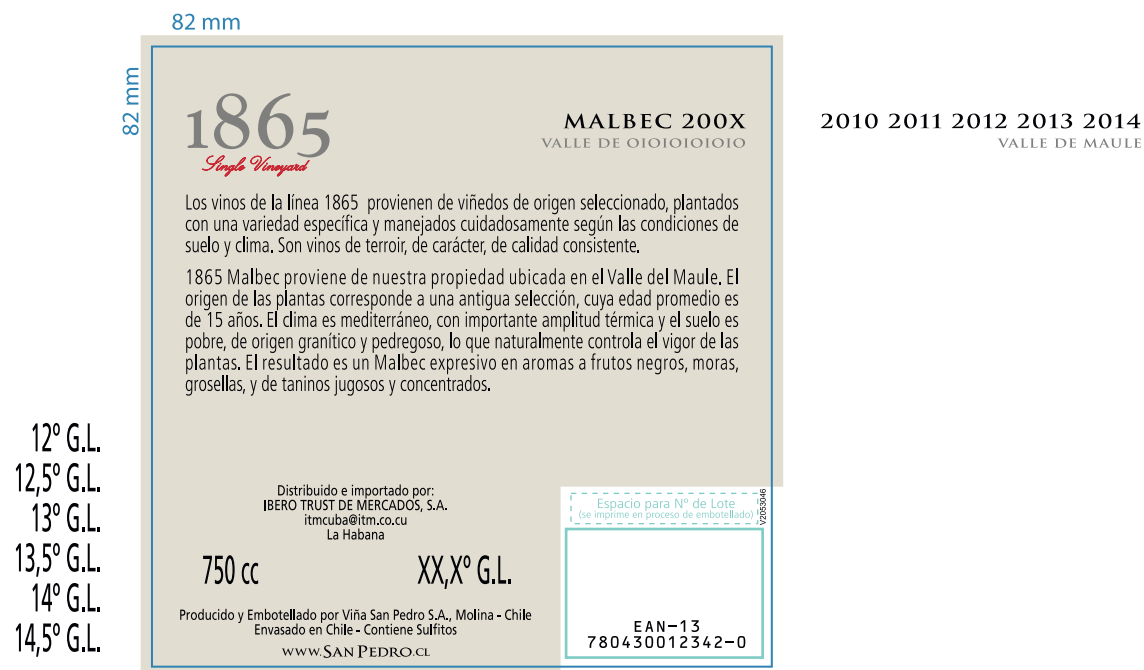 82 mm
82 mm
1865
Single Vineyard
MALBEC 200X
VALLE DE OIOIOIOIOIO
2010 2011 2012 2013 2014
VALLE DE MAULE
Los vinos de la línea 1865 provienen de viñedos de origen seleccionado, plantados
con una variedad específica y manejados cuidadosamente según las condiciones de
suelo y clima. Son vinos de terroir, de carácter, de calidad consistente.
1865 Malbec proviene de nuestra propiedad ubicada en el Valle del Maule. El
origen de las plantas corresponde a una antigua selección, cuya edad promedio es
de 15 años. El clima es mediterráneo, con importante amplitud térmica y el suelo es
pobre, de origen granítico y pedregoso, lo que naturalmente controla el vigor de las
plantas. El resultado es un Malbec expresivo en aromas a frutos negros, moras,
grosellas, y de taninos jugosos y concentrados.
12º G.L.
12,5º G.L.
13º G.L.
13,5º G.L.
14º G.L.
14,5º G.L.
Distribuido e importado por:
IBERO TRUST DE MERCADOS, S.A.
itmcuba@itm.co.cu
La Habana
750 cc
XX,Xº G.L.
Producido y Embotellado por Viña San Pedro S.A., Molina - Chile
Envasado en Chile - Contiene Sulfitos
WWW.SAN PEDRO.CL
Espacio para Nº de Lote
(se imprime en proceso de embotellado)
V2053046
EAN-13
780430012342-0